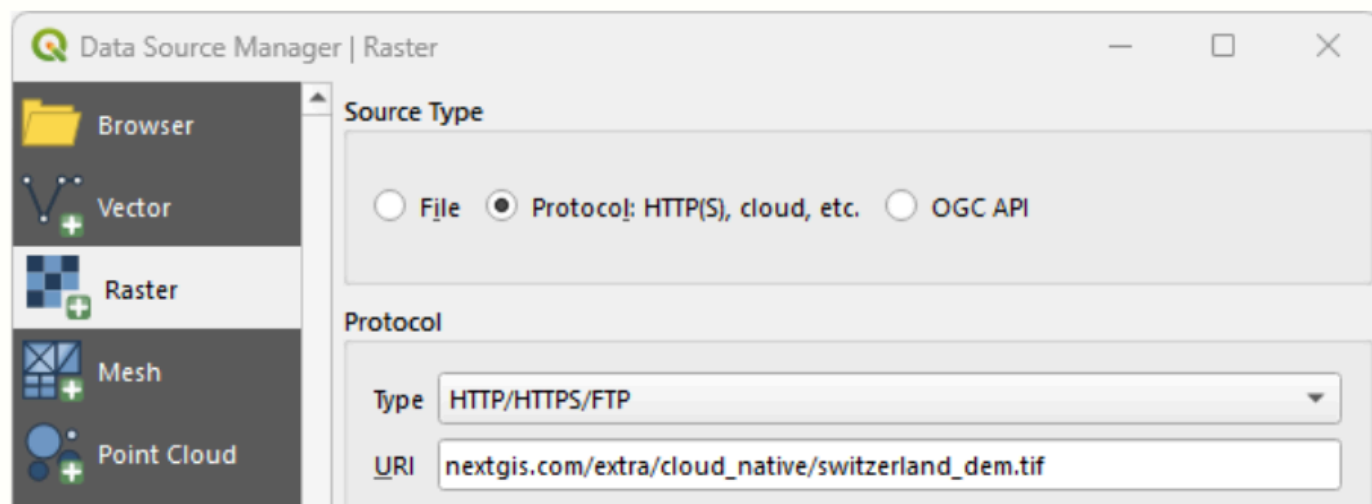 Data Source Manager | Raster
Browser
Vector
Raster
Mesh
Point Cloud
Source Type
File
Protocol: HTTP(S), cloud, etc.
OGC API
Protocol
Type
HTTP/HTTPS/FTP
URI
nextgis.com/extra/cloud_native/switzerland_dem.tif